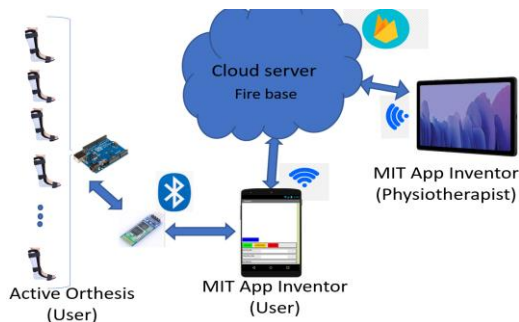 Cloud server
Fire base
MIT App Inventor
(Physiotherapist)
Active Orthesis
(User)
MIT App Inventor
(User)